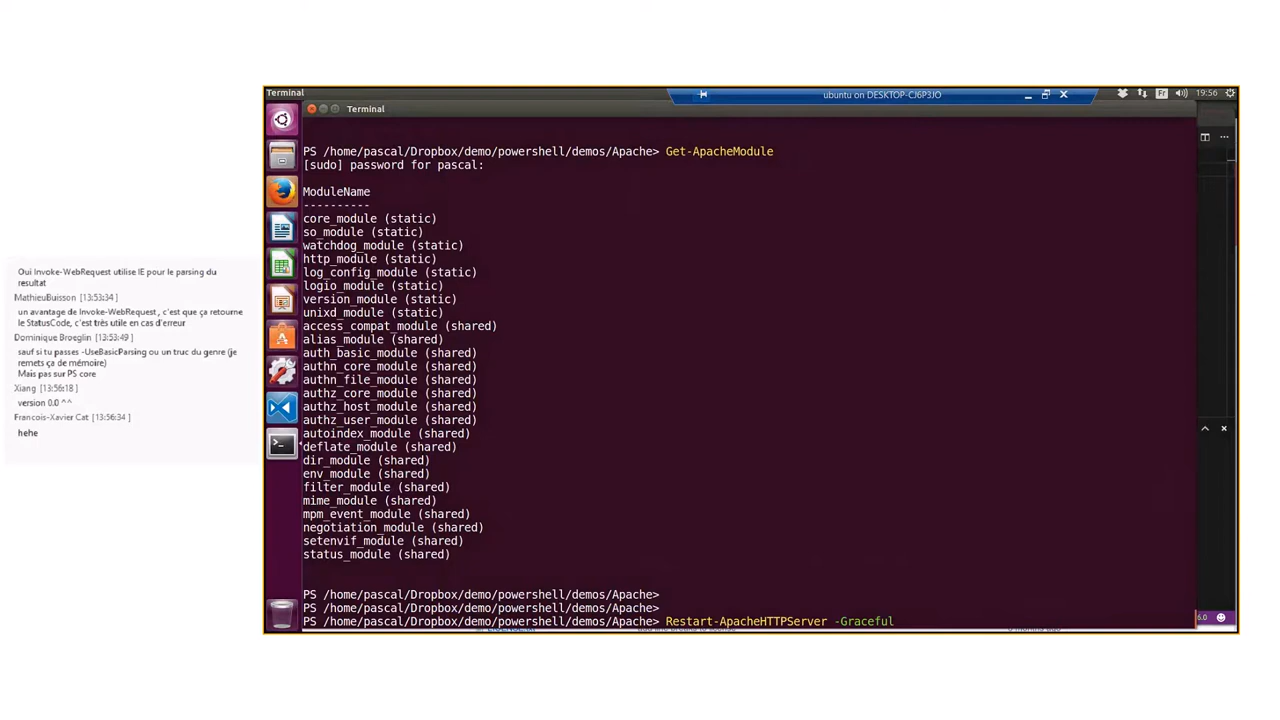 Oui Invoke-WebRequest utilise IE pour le parsing du
resultat
MathieuBuisson [13:53:34]
un avantage de Invoke-WebRequest , c'est que ça retourne
le StatusCode, c'est très utile en cas d'erreur
Dominique Broeglin [13:53:49]
sauf si tu passes -UseBasicParsing ou un truc du genre (je
remets ça de mémoire)
Mais pas sur PS core
Xiang [13:56:18]
version 0.0 ^^
Francois-Xavier Cat [13:56:34]
hehe
Terminal
ubuntu on DESKTOP-CJ6P3JO
Fr
19:56
Terminal
PS /home/pascal/Dropbox/demo/powershell/demos/Apache> Get-ApacheModule
[sudo] password for pascal:
ModuleName
----------
core_module (static)
so_module (static)
watchdog_module (static)
http_module (static)
log_config_module (static)
logio_module (static)
version_module (static)
unixd_module (static)
access_compat_module (shared)
alias_module (shared)
auth_basic_module (shared)
authn_core_module (shared)
authn_file_module (shared)
authz_core_module (shared)
authz_host_module (shared)
authz_user_module (shared)
autoindex_module (shared)
deflate_module (shared)
dir_module (shared)
env_module (shared)
filter_module (shared)
mime_module (shared)
mpm_event_module (shared)
negotiation_module (shared)
setenvif_module (shared)
status_module (shared)
PS /home/pascal/Dropbox/demo/powershell/demos/Apache>
PS /home/pascal/Dropbox/demo/powershell/demos/Apache>
PS /home/pascal/Dropbox/demo/powershell/demos/Apache> Restart-ApacheHTTPServer -Graceful
6.0